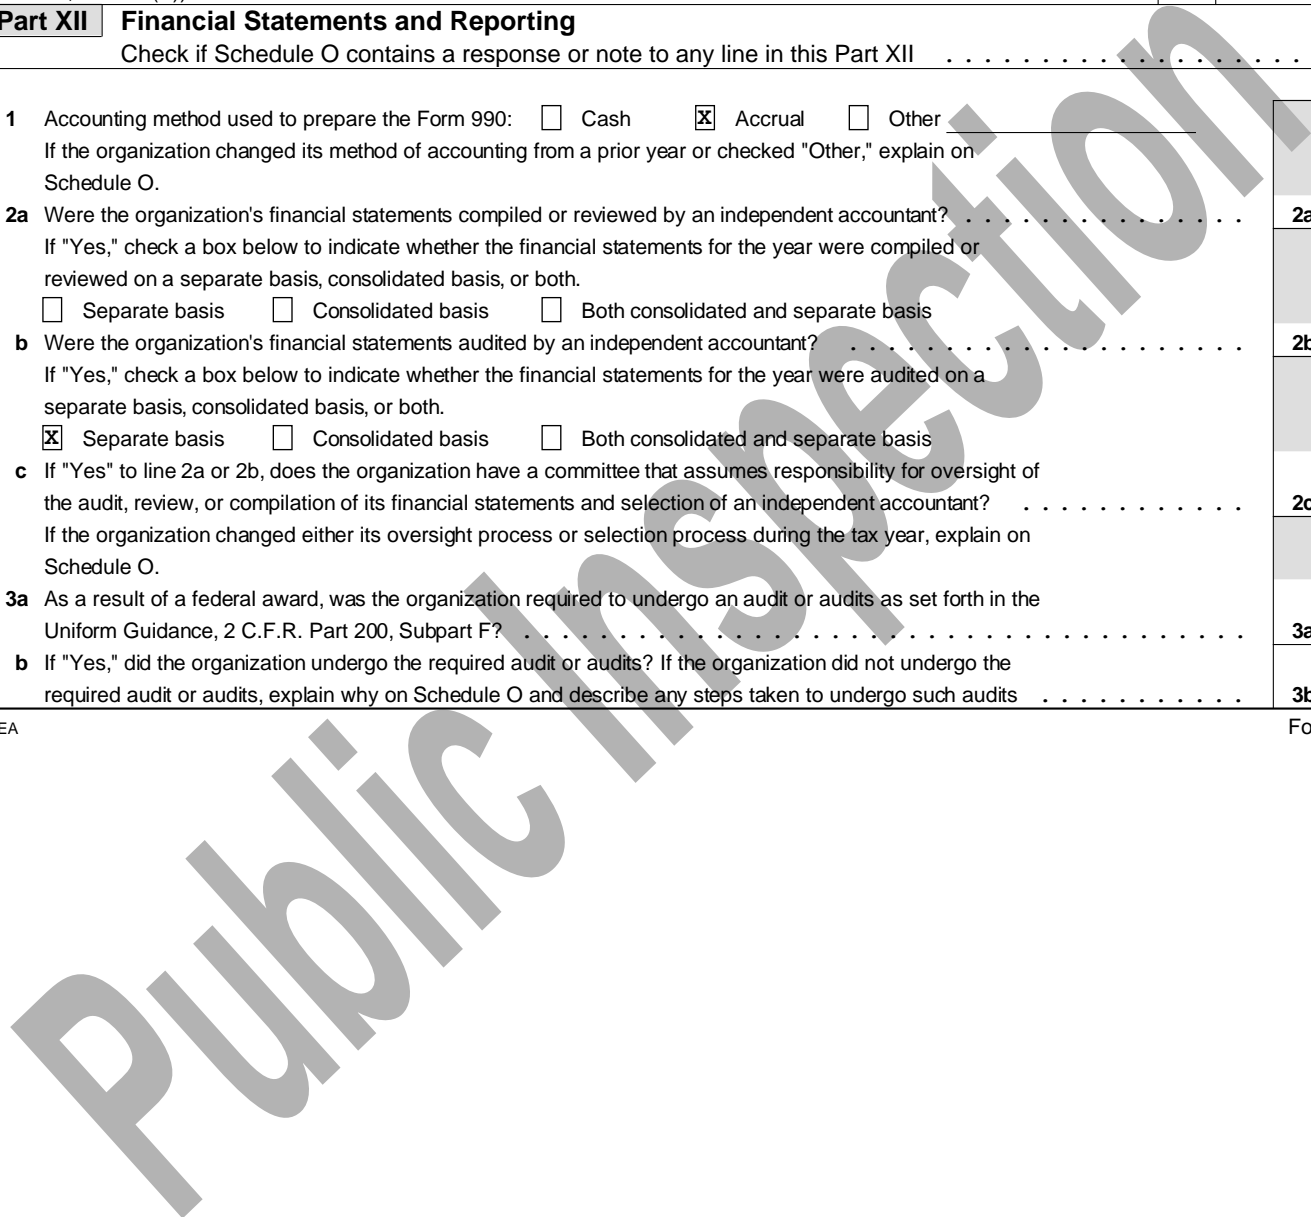 Part XII Financial Statements and Reporting
Check if Schedule O contains a response or note to any line in this Part XII . . . . . . . . . . . . . . . . . . .
1 Accounting method used to prepare the Form 990: ☐ Cash ☒ Accrual ☐ Other
If the organization changed its method of accounting from a prior year or checked "Other," explain on
Schedule O.
2a Were the organization's financial statements compiled or reviewed by an independent accountant? . . . . . . . . . . . . . . . 2a
If "Yes," check a box below to indicate whether the financial statements for the year were compiled or
reviewed on a separate basis, consolidated basis, or both.
☐ Separate basis ☐ Consolidated basis ☐ Both consolidated and separate basis
b Were the organization's financial statements audited by an independent accountant? . . . . . . . . . . . . . . . . . . . . . 2b
If "Yes," check a box below to indicate whether the financial statements for the year were audited on a
separate basis, consolidated basis, or both.
☒ Separate basis ☐ Consolidated basis ☐ Both consolidated and separate basis
c If "Yes" to line 2a or 2b, does the organization have a committee that assumes responsibility for oversight of
the audit, review, or compilation of its financial statements and selection of an independent accountant? . . . . . . . . . . . . 2c
If the organization changed either its oversight process or selection process during the tax year, explain on
Schedule O.
3a As a result of a federal award, was the organization required to undergo an audit or audits as set forth in the
Uniform Guidance, 2 C.F.R. Part 200, Subpart F? . . . . . . . . . . . . . . . . . . . . . . . . . . . . . . . . . . . . . . 3a
b If "Yes," did the organization undergo the required audit or audits? If the organization did not undergo the
required audit or audits, explain why on Schedule O and describe any steps taken to undergo such audits . . . . . . . . . . . 3b
EA Fo
Public Inspection